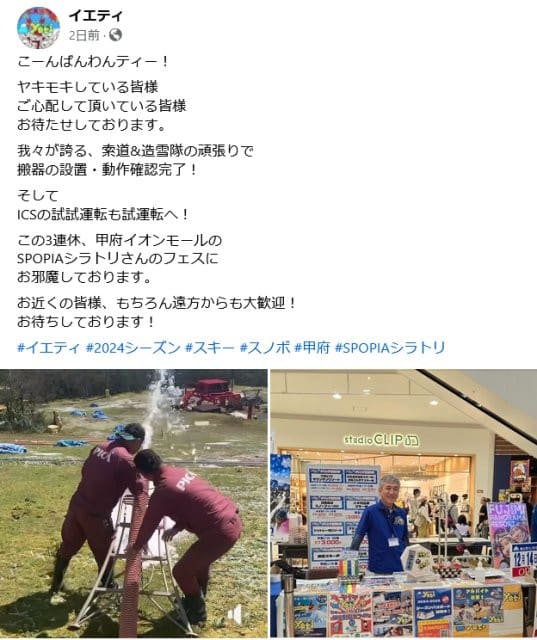 イエティ
2日前
こーんばんわんティー！
ヤキモキしている皆様
ご心配して頂いている皆様
お待たせしております。
我々が誇る、索道&造雪隊の頑張りで
搬器の設置・動作確認完了！
そして
ICSの試試運転も試運転へ！
この3連休、甲府イオンモールの
SPOPIAシラトリさんのフェスに
お邪魔しております。
お近くの皆様、もちろん遠方からも大歓迎！
お待ちしております！
#イエティ #2024シーズン #スキー #スノボ #甲府 #SPOPIAシラトリ
PICA
studio CLIP
FUJIMI
PANORAMA
RESORT
Yeti
Yeti
Yeti